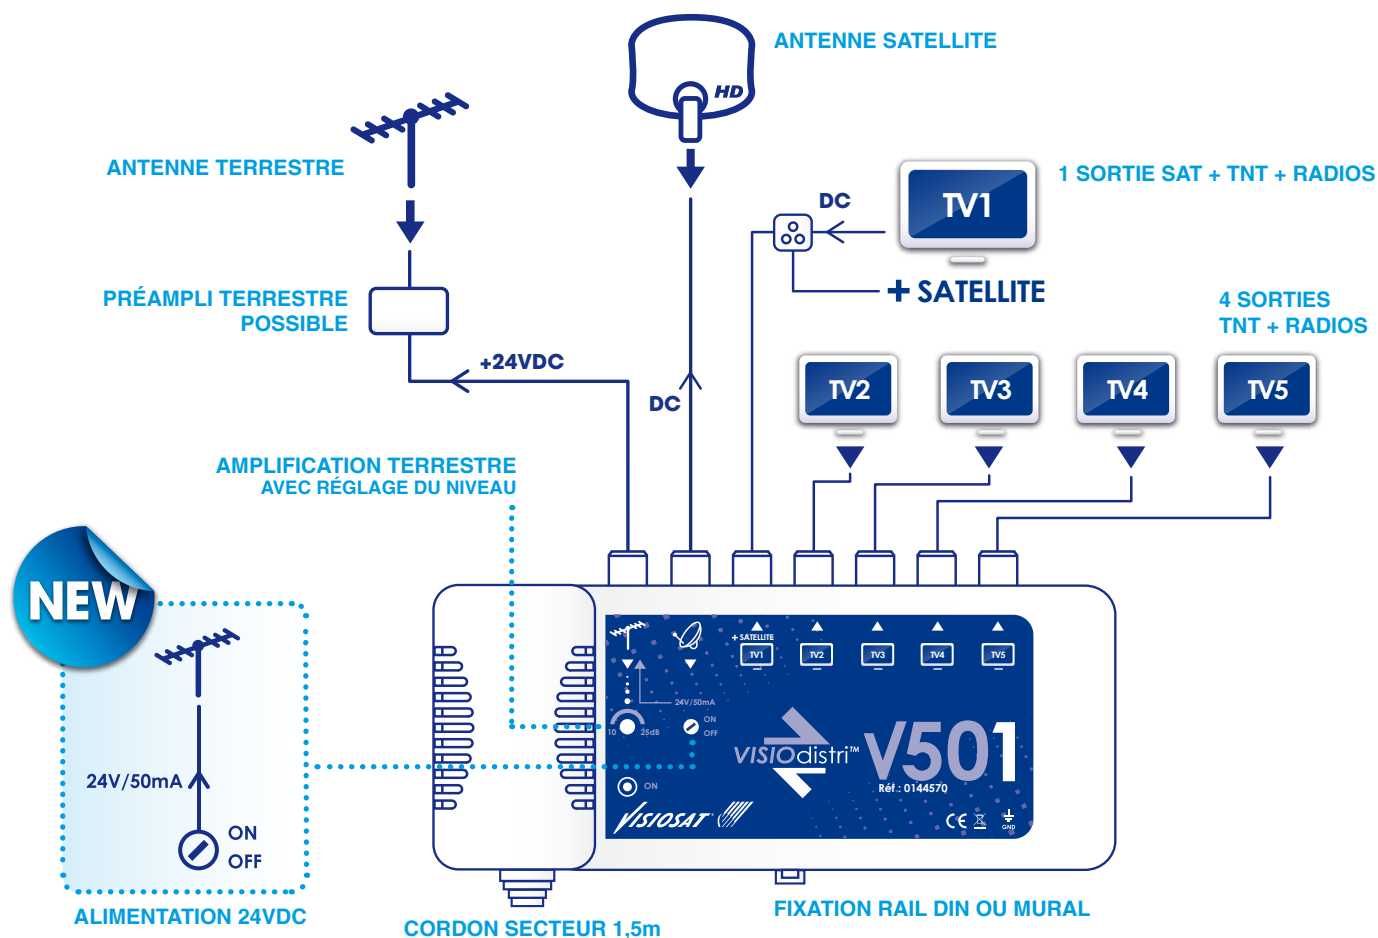 ANTENNE SATELLITE
HD
ANTENNE TERRESTRE
DC
TV1
1 SORTIE SAT + TNT + RADIOS
+ SATELLITE
PRÉAMPLI TERRESTRE
POSSIBLE
4 SORTIES
TNT + RADIOS
+24VDC
DC
TV2
TV3
TV4
TV5
AMPLIFICATION TERRESTRE
AVEC RÉGLAGE DU NIVEAU
NEW
+ SATELLITE
TV1
TV2
TV3
TV4
TV5
24V/50mA
10
25dB
ON
OFF
VISIOdistri™
V501
Réf.: 0144570
ON
VISIOSAT
CE
GND
24V/50mA
ON
OFF
ALIMENTATION 24VDC
CORDON SECTEUR 1,5m
FIXATION RAIL DIN OU MURAL